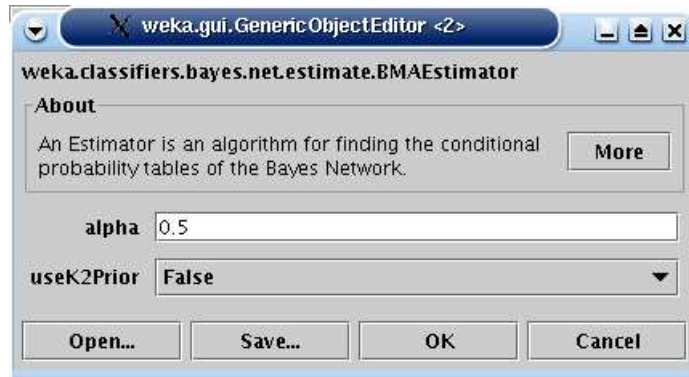 weka.gui.GenericObjectEditor <2>
weka.classifiers.bayes.net.estimate.BMAEstimator
About
An Estimator is an algorithm for finding the conditional
probability tables of the Bayes Network.
More
alpha 0.5
useK2Prior False
Open... Save... OK Cancel